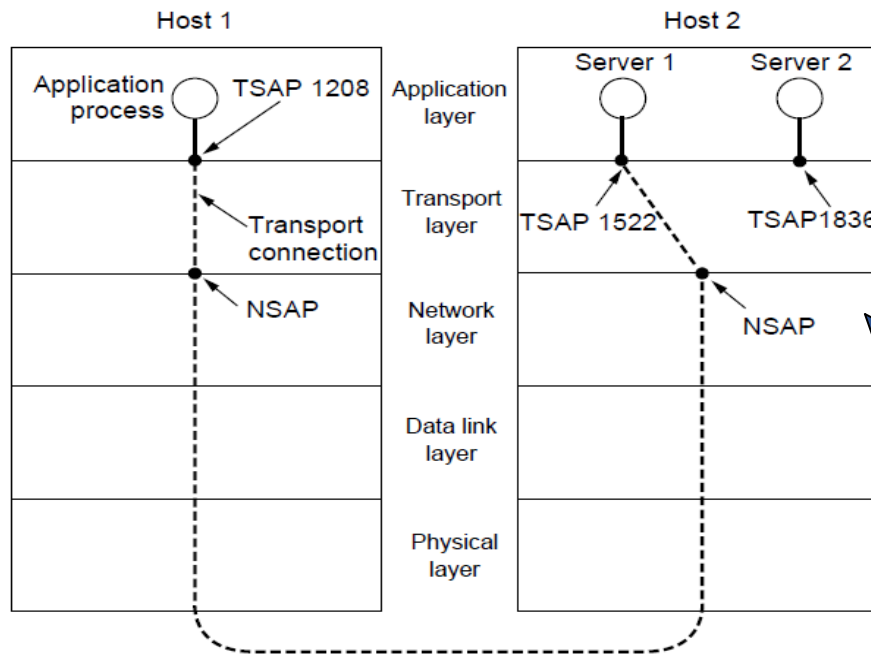 Host 1
Host 2
Application
process
TSAP 1208
Application
layer
Server 1
Server 2
Transport
layer
TSAP 1522
TSAP1836
Transport
connection
NSAP
Network
layer
NSAP
Data link
layer
Physical
layer